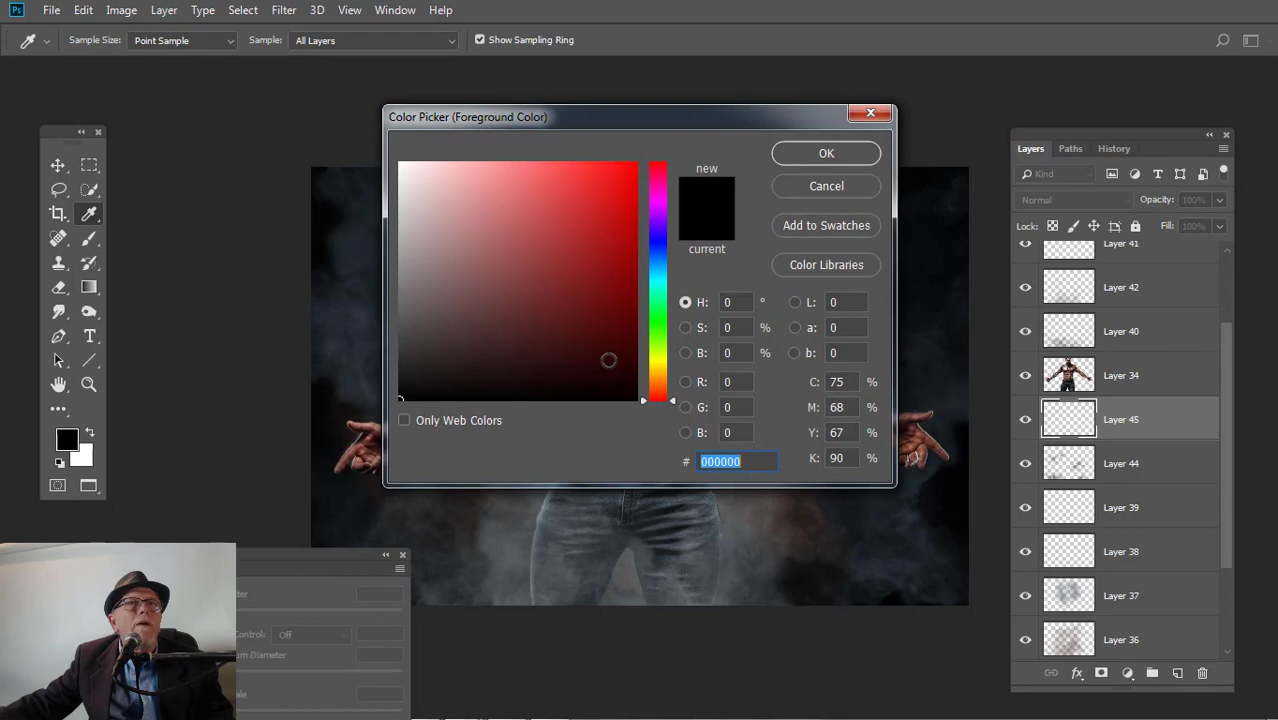 Ps File Edit Image Layer Type Select Filter 3D View Window Help
Sample Size: Point Sample Sample: All Layers Show Sampling Ring
Color Picker (Foreground Color)
new
current
OK
Cancel
Add to Swatches
Color Libraries
H: 0 °
S: 0 %
B: 0 %
R: 0
G: 0
B: 0
# 000000
L: 0
a: 0
b: 0
C: 75 %
M: 68 %
Y: 67 %
K: 90 %
Only Web Colors
Layers Paths History
Kind
Normal Opacity: 100%
Lock: Fill: 100%
Layer 41
Layer 42
Layer 40
Layer 34
Layer 45
Layer 44
Layer 39
Layer 38
Layer 37
Layer 36
fx
Control: Off